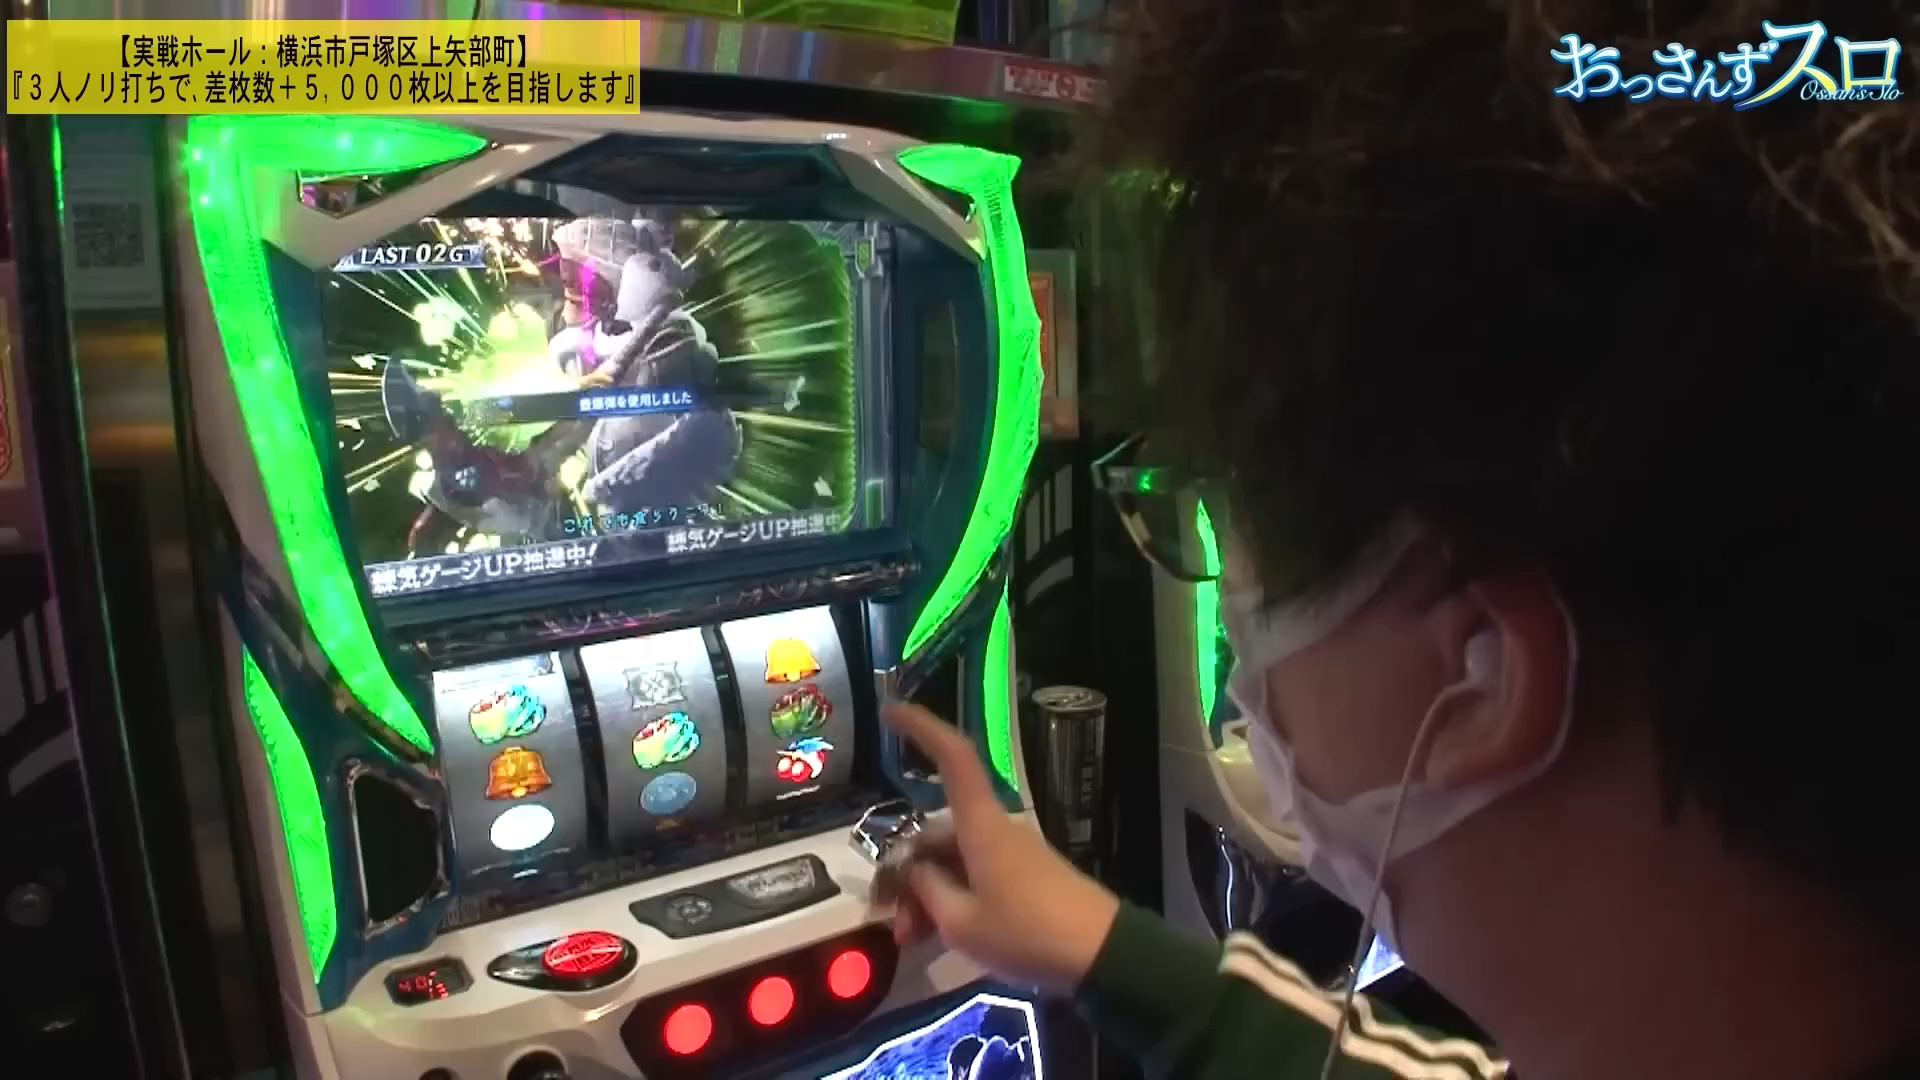 【実戦ホール：横浜市戸塚区上矢部町】
『３人ノリ打ちで、差枚数＋５，０００枚以上を目指します』
おっさんずスロ
Ossan's Slo
LAST 02G
を使用しました
練気ゲージUP抽選中!
練気ゲージUP抽選中